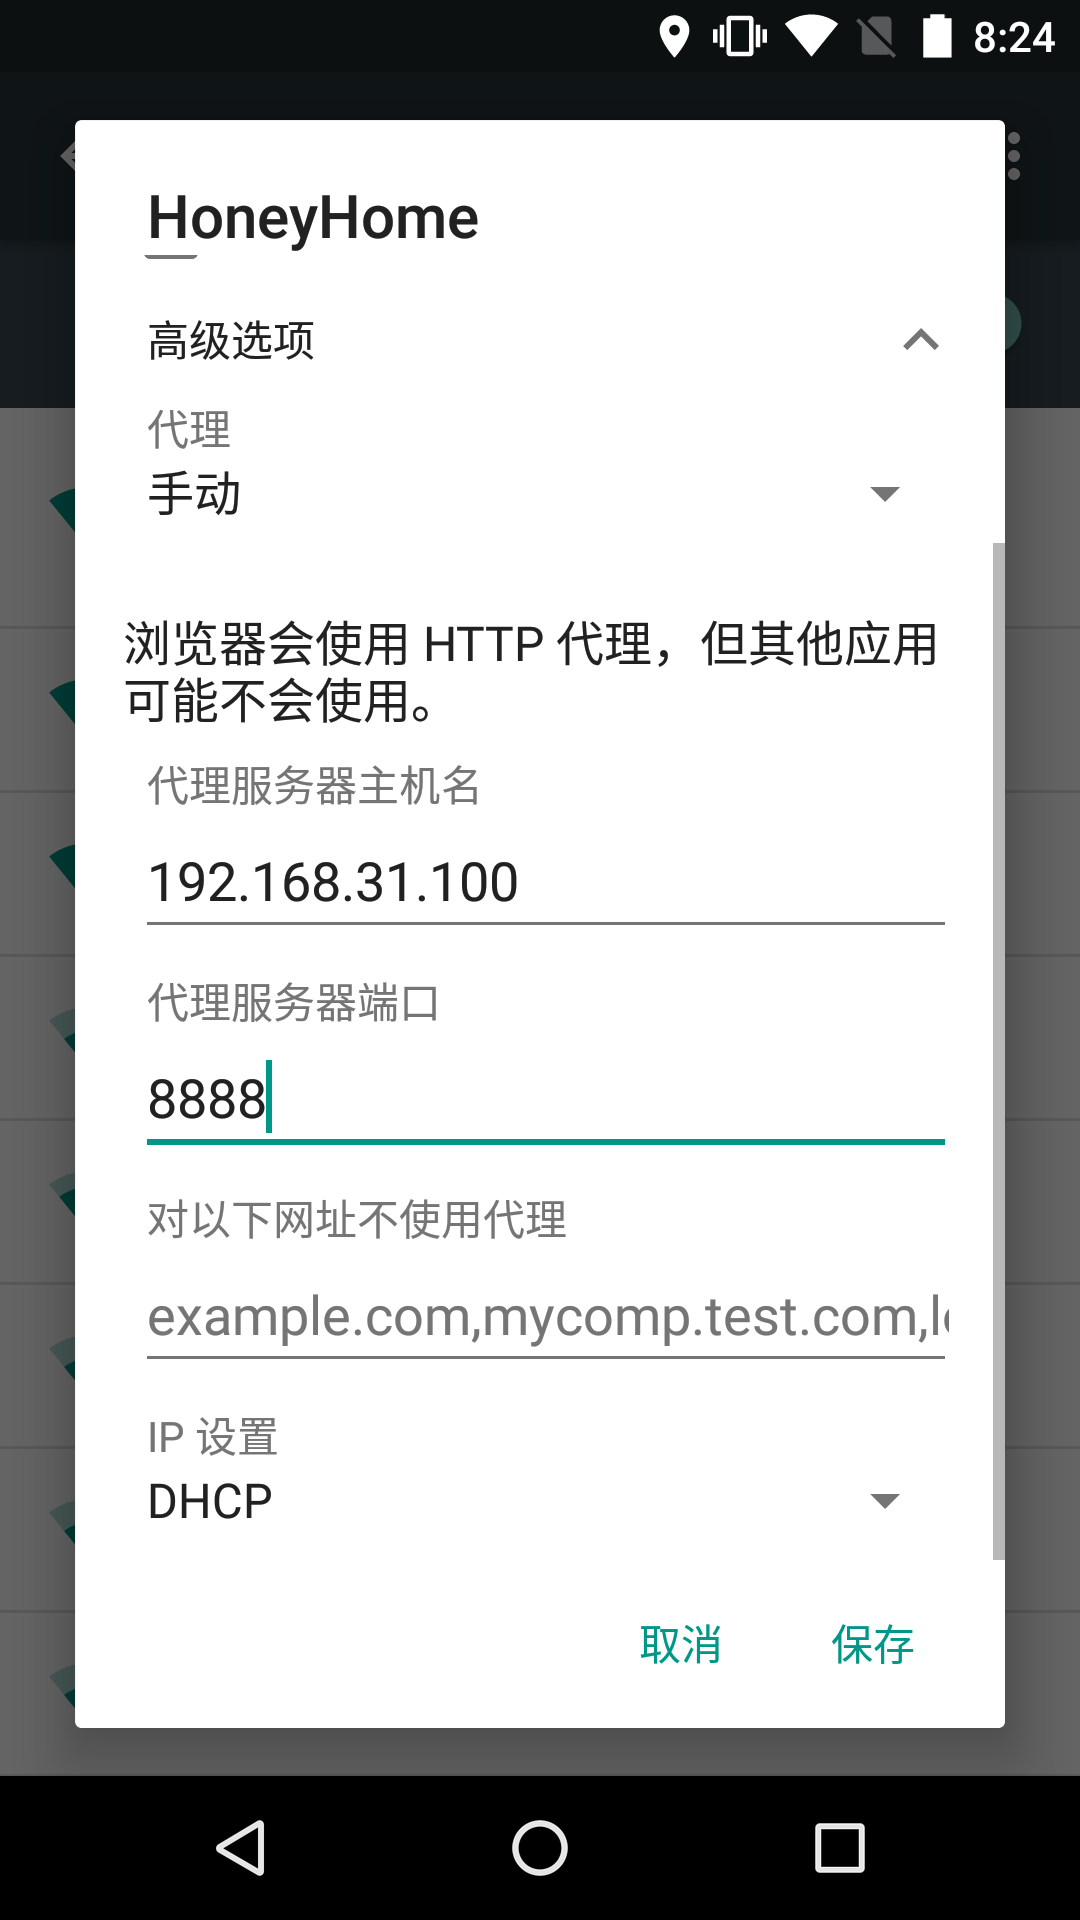 8:24
HoneyHome
高级选项
代理
手动
浏览器会使用 HTTP 代理，但其他应用
可能不会使用。
代理服务器主机名
192.168.31.100
代理服务器端口
8888
对以下网址不使用代理
example.com,mycomp.test.com,lo
IP 设置
DHCP
取消
保存